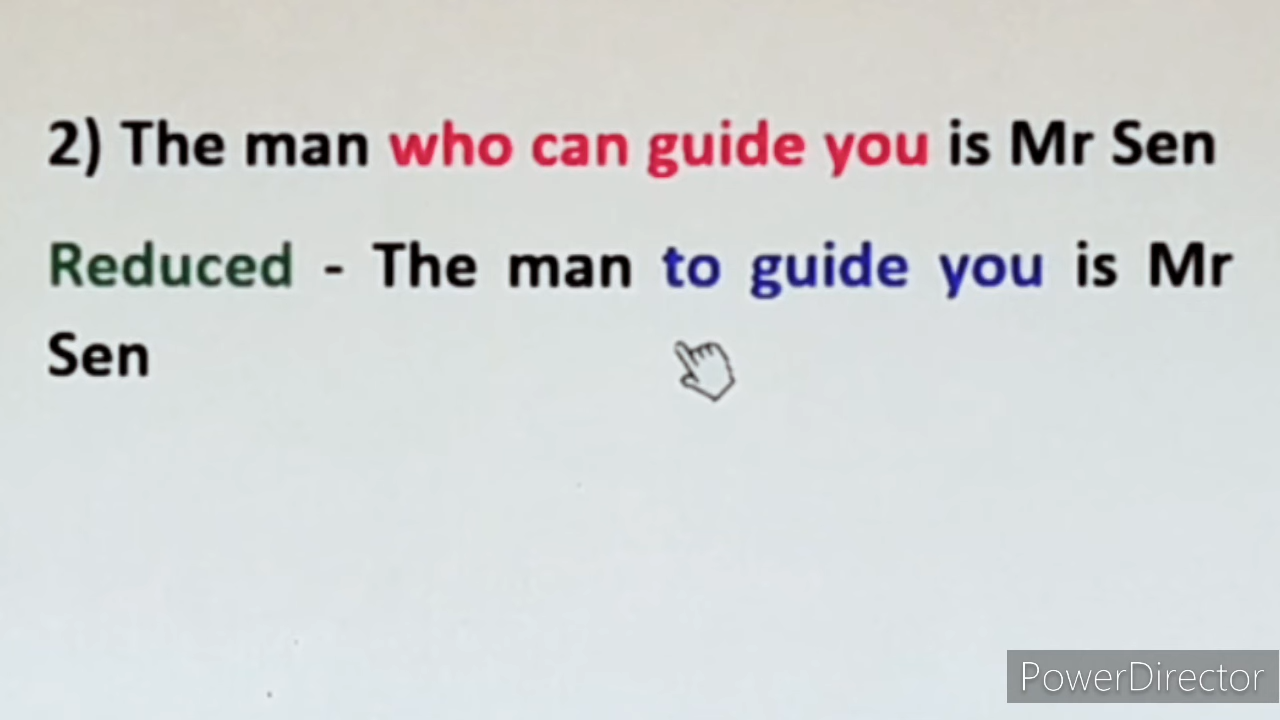 2) The man who can guide you is Mr Sen
Reduced - The man to guide you is Mr
Sen
PowerDirector